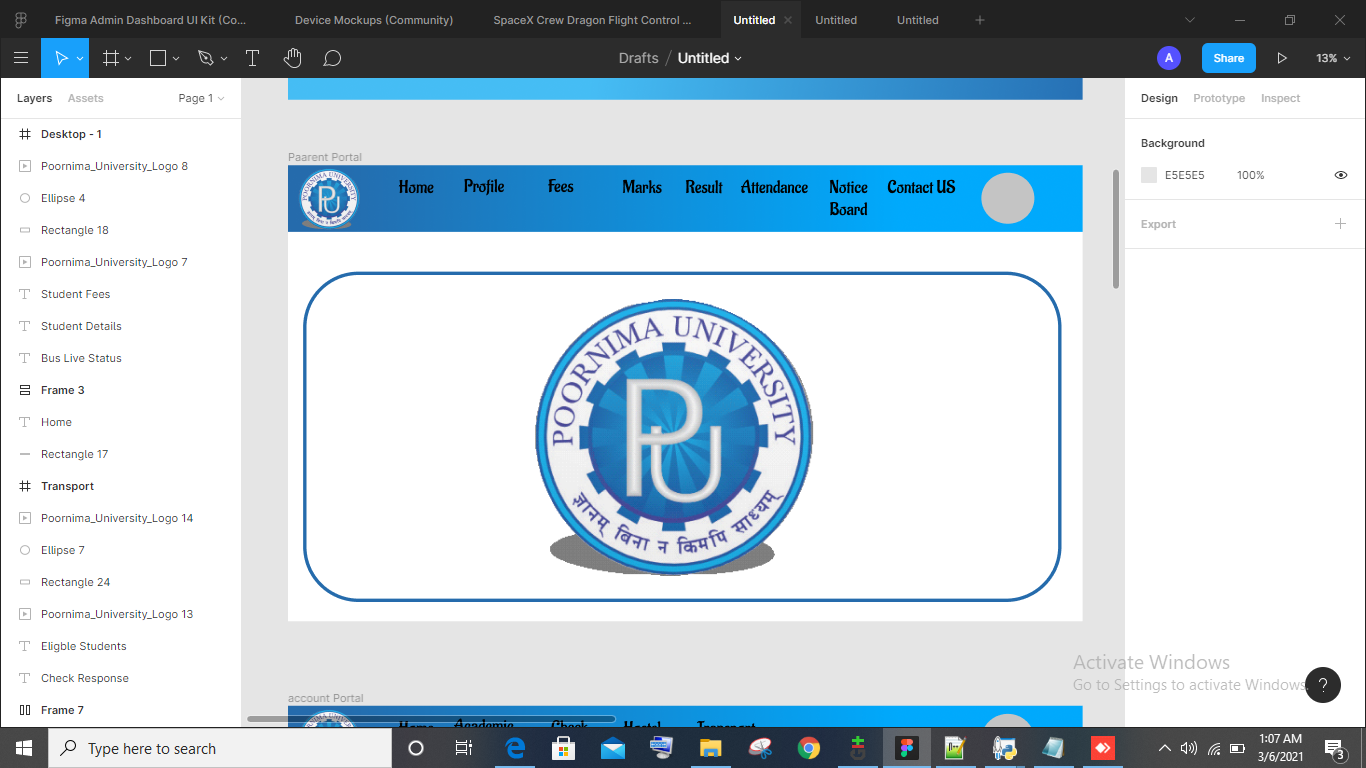 Figma Admin Dashboard UI Kit (Co...
Device Mockups (Community)
SpaceX Crew Dragon Flight Control ...
Untitled
Untitled
Untitled
Drafts / Untitled
A
Share
13%
Layers
Assets
Page 1
Desktop - 1
Poornima_University_Logo 8
Ellipse 4
Rectangle 18
Poornima_University_Logo 7
Student Fees
Student Details
Bus Live Status
Frame 3
Home
Rectangle 17
Transport
Poornima_University_Logo 14
Ellipse 7
Rectangle 24
Poornima_University_Logo 13
Eligble Students
Check Response
Frame 7
Paarent Portal
POORNIMA UNIVERSITY
PU
Home
Profile
Fees
Marks
Result
Attendance
Notice
Board
Contact US
POORNIMA UNIVERSITY
PU
ज्ञानम् बिना न किमपि साध्यम्
account Portal
Home
Academic
Check
Hostel
Transport
Design
Prototype
Inspect
Background
E5E5E5
100%
Export
Activate Windows
Go to Settings to activate Windows.
?
Type here to search
1:07 AM
3/6/2021
3